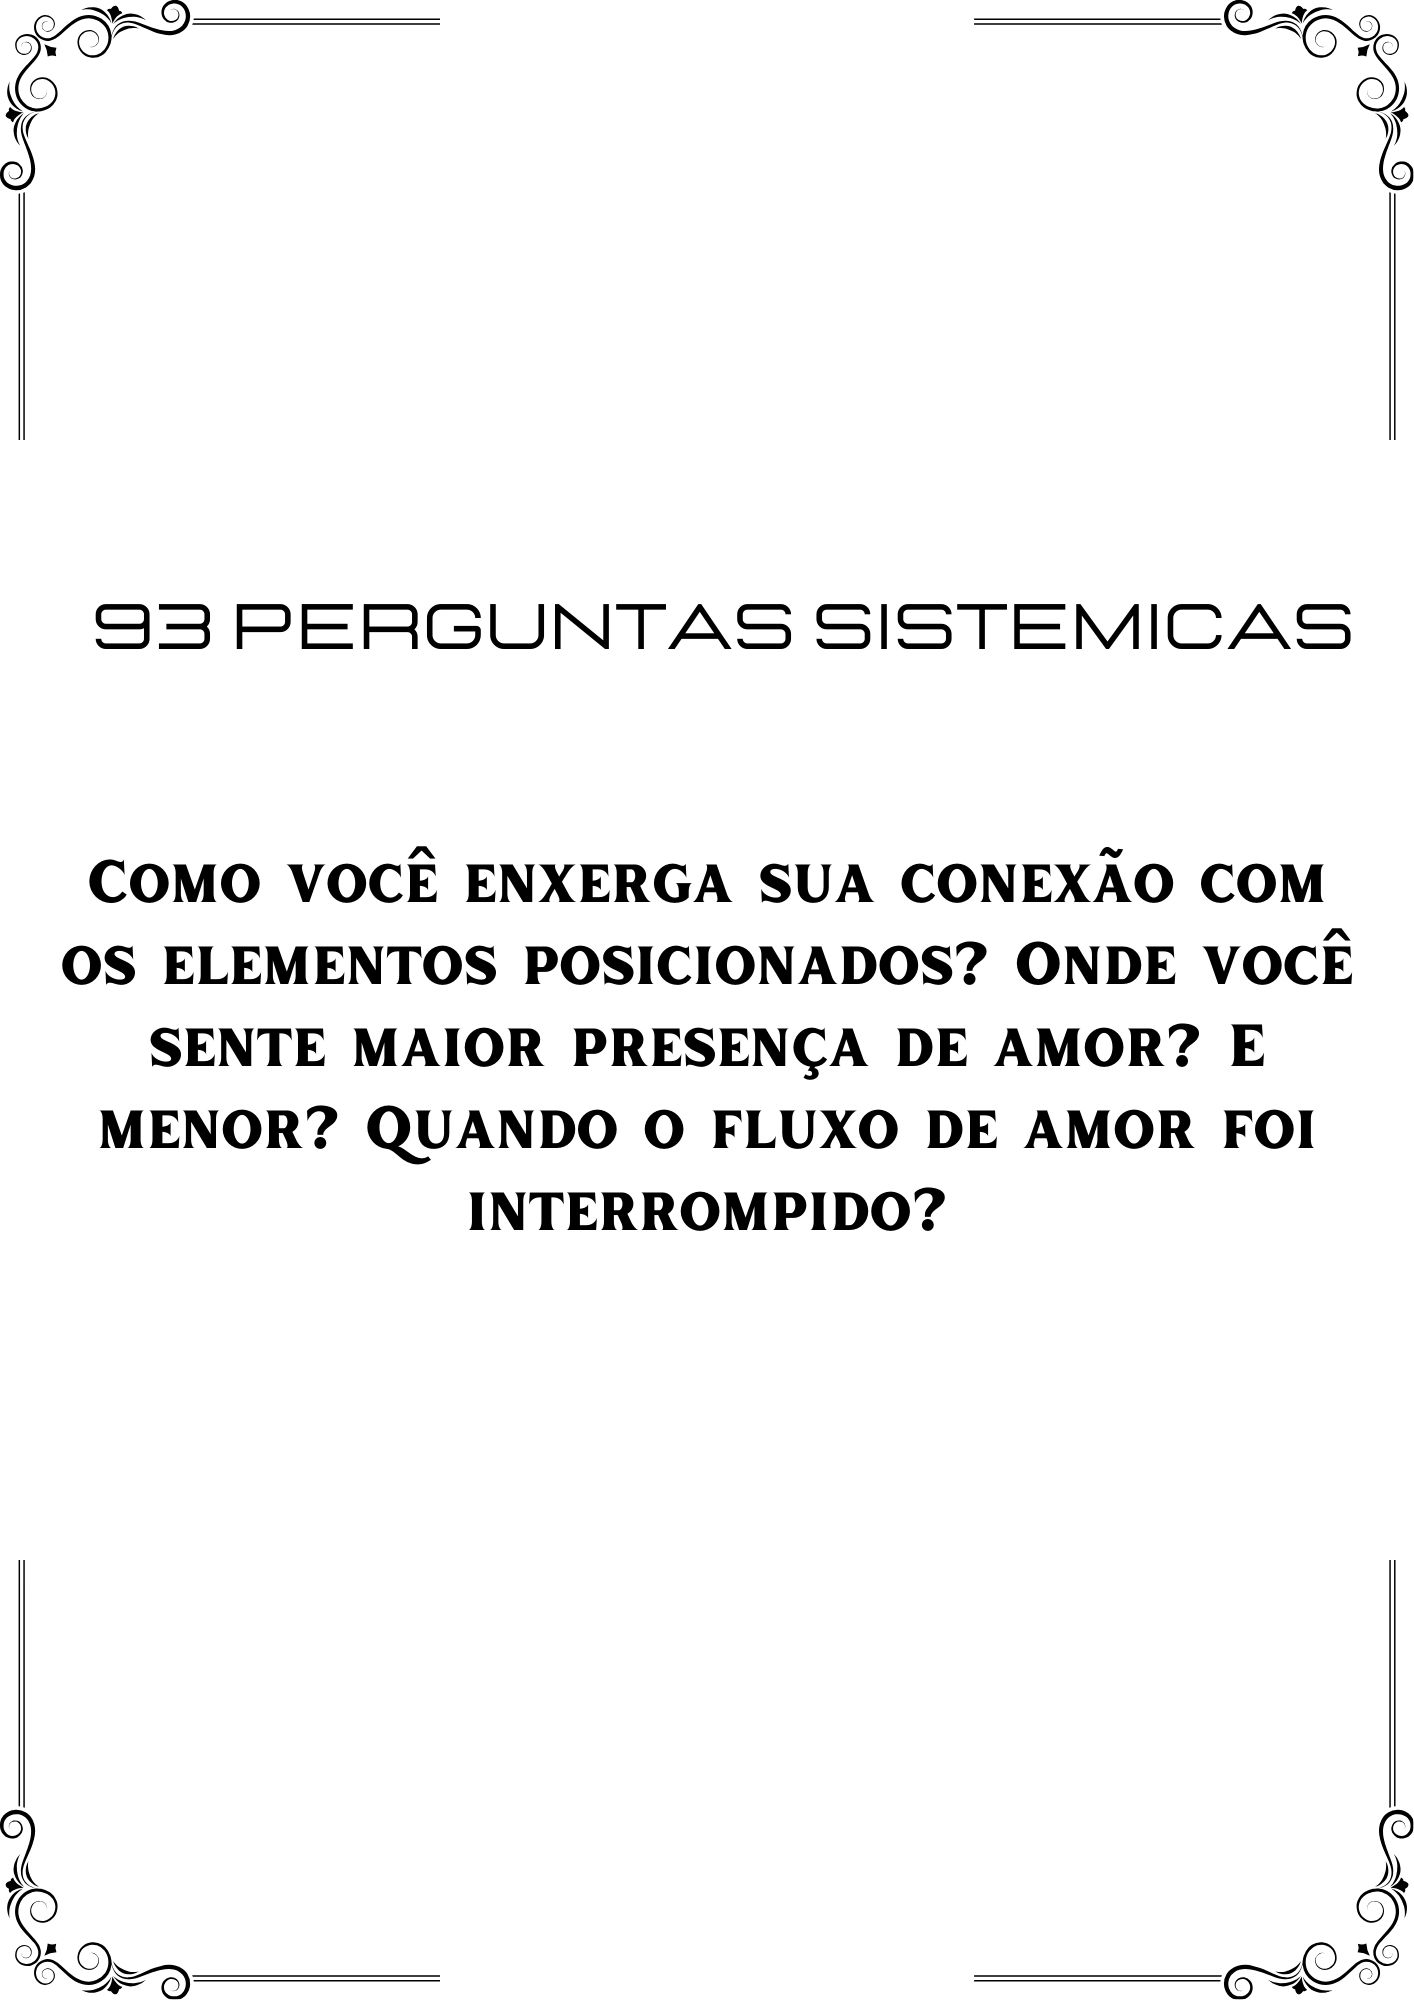 93 PERGUNTAS SISTEMICAS
Como você enxerga sua conexão com
os elementos posicionados? Onde você
sente maior presença de amor? E
menor? Quando o fluxo de amor foi
interrompido?